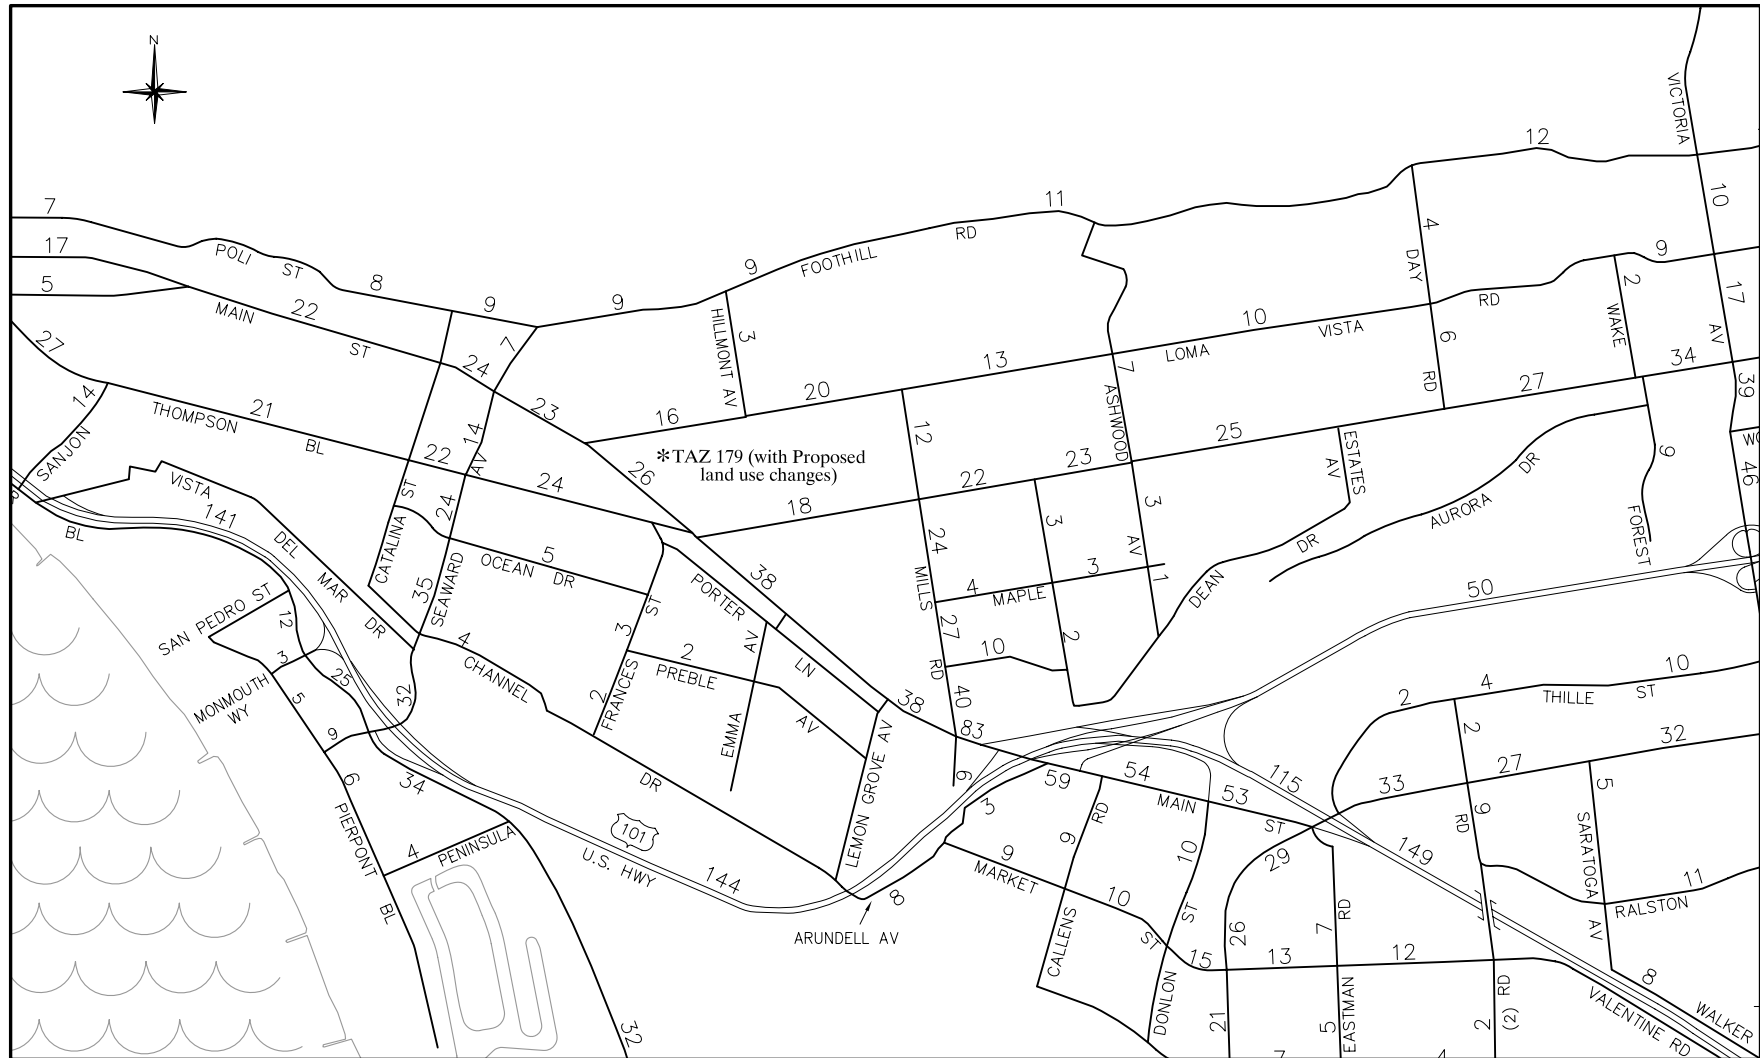 N
VICTORIA
12
7
11
10
17
POLI
ST
RD
4
9
9
FOOTHILL
DAY
2
5
8
9
9
RD
17
MAIN
22
HILLMONT AV
3
10
VISTA
WAKE
AV
27
ST
7
6
LOMA
34
24
13
7
RD
27
39
14
21
23
16
20
ASHWOOD
THOMPSON
BL
14
12
25
SANJON
22
AV
26
*TAZ 179 (with Proposed
land use changes)
23
ESTATES
AV
DR
9
46
VISTA
ST
24
24
18
22
3
3
AURORA
FOREST
141
BL
DEL
CATALINA
OCEAN
5
DR
24
AV
DR
MAR
35
SEAWARD
PORTER
38
MILLS
4
MAPLE
3
1
DEAN
50
SAN PEDRO ST
12
DR
4
ST
3
AV
27
2
3
25
CHANNEL
2
PREBLE
LN
RD
10
MONMOUTH
WY
5
32
2
FRANCES
38
40
2
4
THILLE
ST
10
9
EMMA
AV
LEMON GROVE AV
83
2
32
6
34
DR
6
59
54
115
33
27
5
PIERPONT
101
3
MAIN
53
RD
9
RD
ST
9
SARATOGA
4
PENINSULA
U.S. HWY
144
9
MARKET
10
29
149
11
BL
8
10
ST
RD
RALSTON
ARUNDELL AV
CALLENS
ST
15
26
7
13
12
AV
DONLON
21
EASTMAN
5
2
(2)
RD
8
WALKER
VALENTINE RD
32